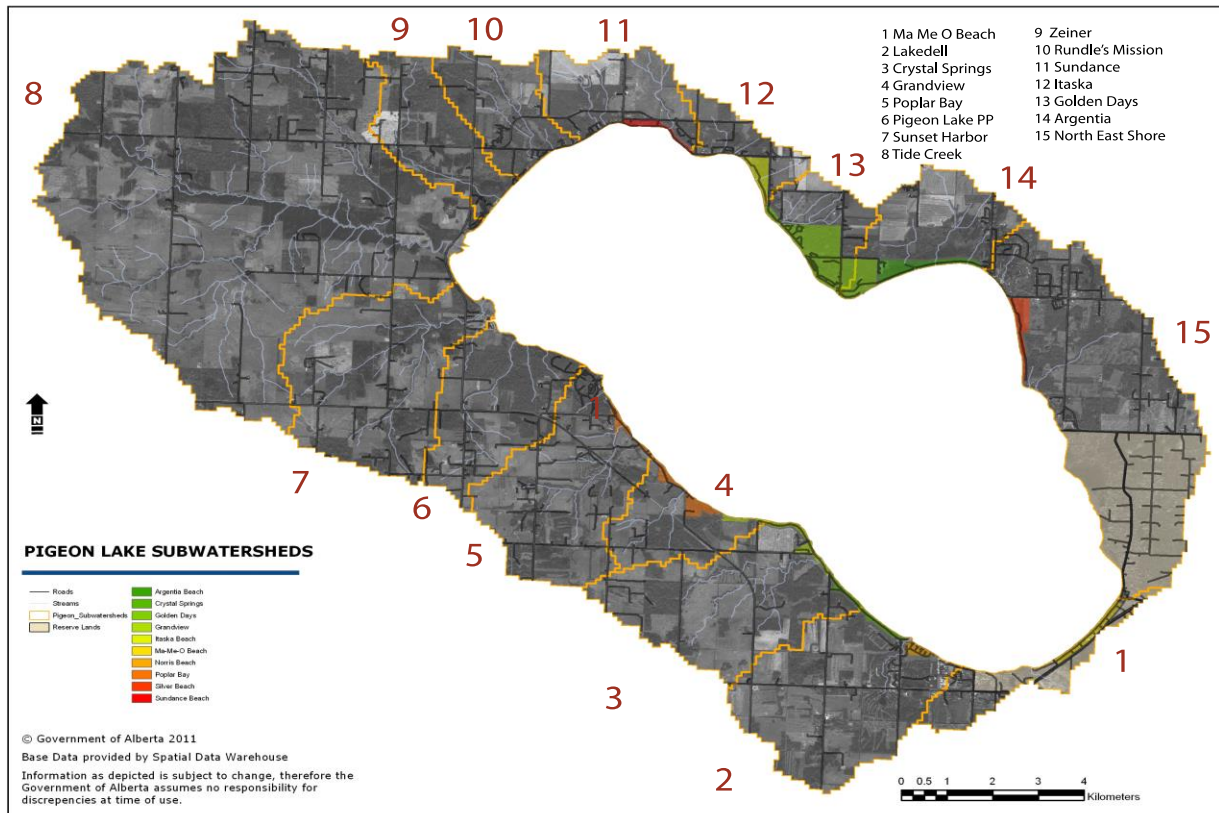 9
10
11
8
12
13
14
15
1
4
7
6
5
3
1
2
1 Ma Me O Beach
2 Lakedell
3 Crystal Springs
4 Grandview
5 Poplar Bay
6 Pigeon Lake PP
7 Sunset Harbor
8 Tide Creek
9 Zeiner
10 Rundle's Mission
11 Sundance
12 Itaska
13 Golden Days
14 Argentia
15 North East Shore
N
PIGEON LAKE SUBWATERSHEDS
Roads
Streams
Pigeon_Subwatersheds
Reserve Lands
Argentia Beach
Crystal Springs
Golden Days
Grandview
Itaska Beach
Ma-Me-O Beach
Norris Beach
Poplar Bay
Silver Beach
Sundance Beach
© Government of Alberta 2011
Base Data provided by Spatial Data Warehouse
Information as depicted is subject to change, therefore the
Government of Alberta assumes no responsibility for
discrepancies at time of use.
0 0.5 1 2 3 4
Kilometers